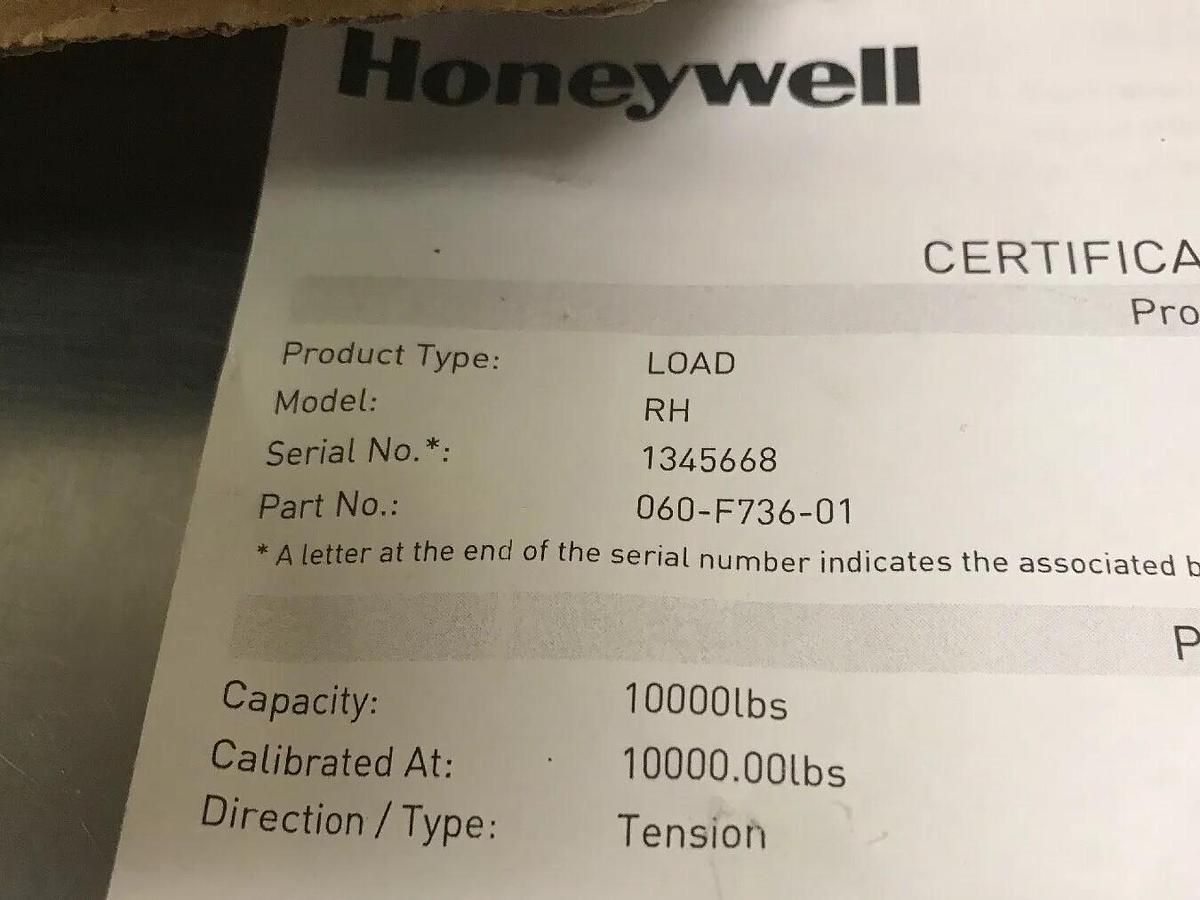 Honeywell
CERTIFICA
Pro
Product Type: LOAD
Model: RH
Serial No.*: 1345668
Part No.: 060-F736-01
* A letter at the end of the serial number indicates the associated b
P
Capacity: 10000lbs
Calibrated At: 10000.00lbs
Direction / Type: Tension